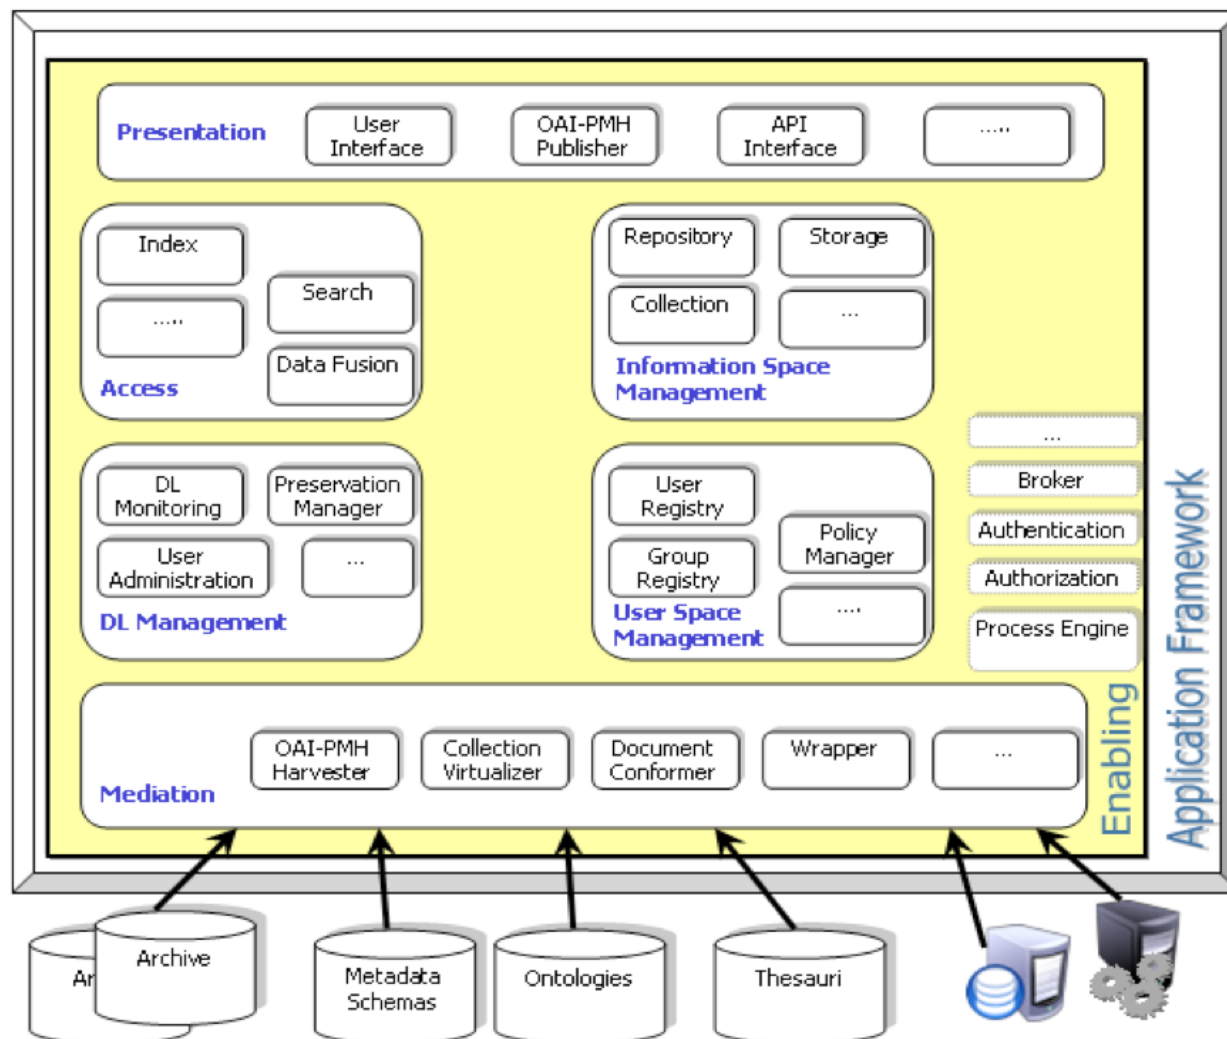 Presentation
User
Interface
OAI-PMH
Publisher
API
Interface
.....
Index
Search
.....
Data Fusion
Access
Repository
Storage
Collection
...
Information Space
Management
DL
Monitoring
Preservation
Manager
User
Administration
...
DL Management
User
Registry
Policy
Manager
Group
Registry
....
User Space
Management
...
Broker
Authentication
Authorization
Process Engine
Enabling
Application Framework
OAI-PMH
Harvester
Collection
Virtualizer
Document
Conformer
Wrapper
...
Mediation
Ar
Archive
Metadata
Schemas
Ontologies
Thesauri